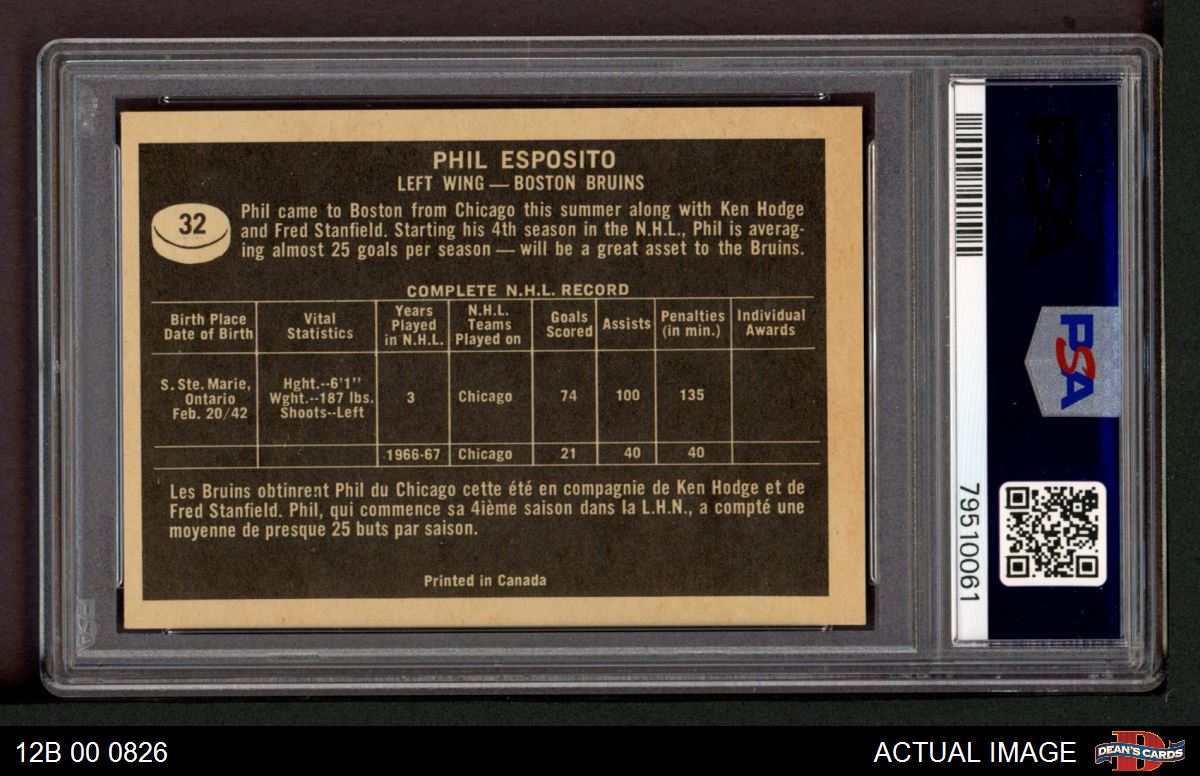 PHIL ESPOSITO
LEFT WING — BOSTON BRUINS
32
Phil came to Boston from Chicago this summer along with Ken Hodge
and Fred Stanfield. Starting his 4th season in the N.H.L., Phil is averag-
ing almost 25 goals per season — will be a great asset to the Bruins.
COMPLETE N.H.L. RECORD
Birth Place Date of Birth | Vital Statistics | Years Played in N.H.L. | N.H.L. Teams Played on | Goals Scored | Assists | Penalties (in min.) | Individual Awards
S. Ste. Marie, Ontario Feb. 20/42 | Hght.--6'1'' Wght.--187 lbs. Shoots--Left | 3 | Chicago | 74 | 100 | 135
1966-67 | Chicago | 21 | 40 | 40
Les Bruins obtinrent Phil du Chicago cette été en compagnie de Ken Hodge et de
Fred Stanfield. Phil, qui commence sa 4ième saison dans la L.H.N., a compté une
moyenne de presque 25 buts par saison.
Printed in Canada
PSA
PSA
79510061
12B 00 0826
ACTUAL IMAGE
DEAN'S CARDS